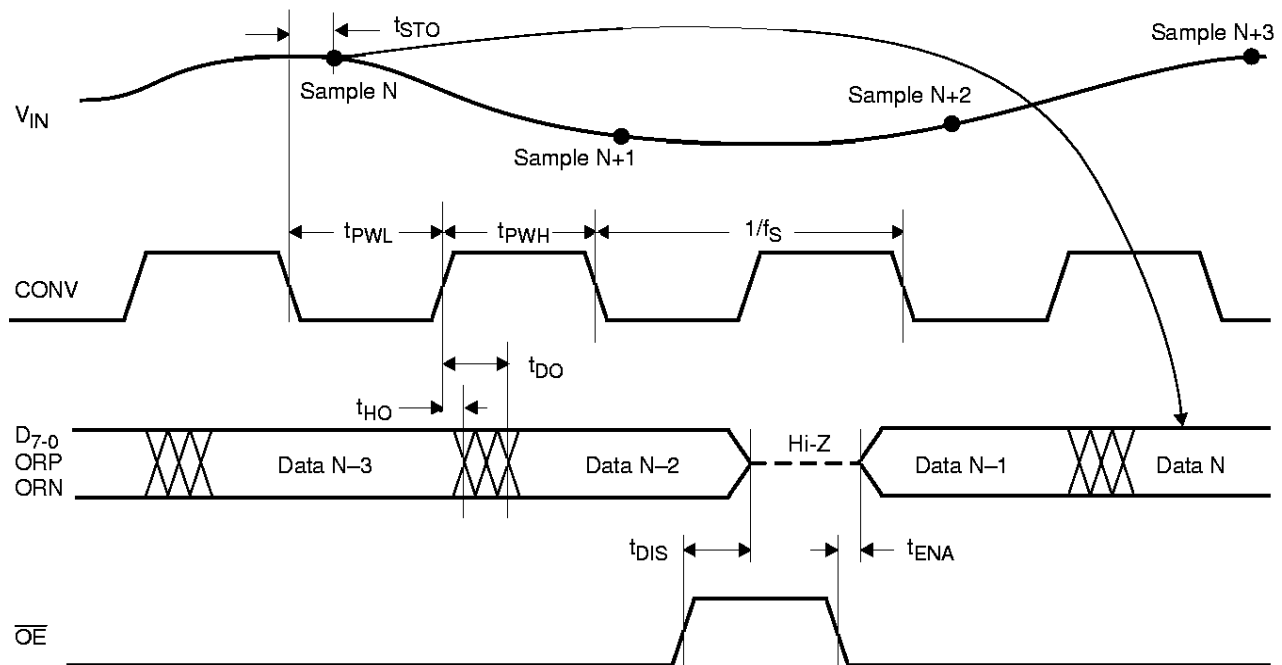 tSTO
Sample N+3
Sample N
Sample N+2
VIN
Sample N+1
tPWL
tPWH
1/fS
CONV
tDO
tHO
D7-0
ORP
ORN
Data N–3
Data N–2
Hi-Z
Data N–1
Data N
tDIS
tENA
OE